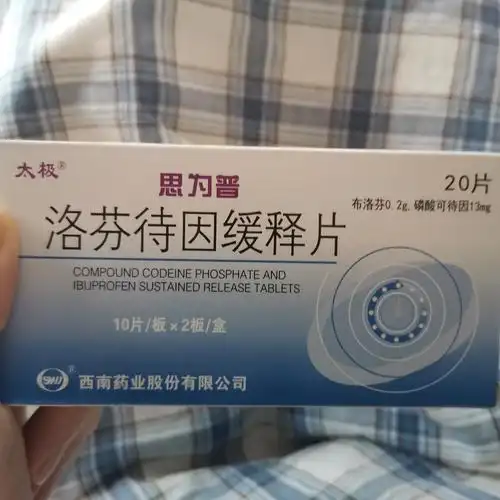 太极®
思为普
20片
布洛芬0.2g,磷酸可待因13mg
洛芬待因缓释片
COMPOUND CODEINE PHOSPHATE AND
IBUPROFEN SUSTAINED RELEASE TABLETS
10片/板×2板/盒
SWJ®
西南药业股份有限公司